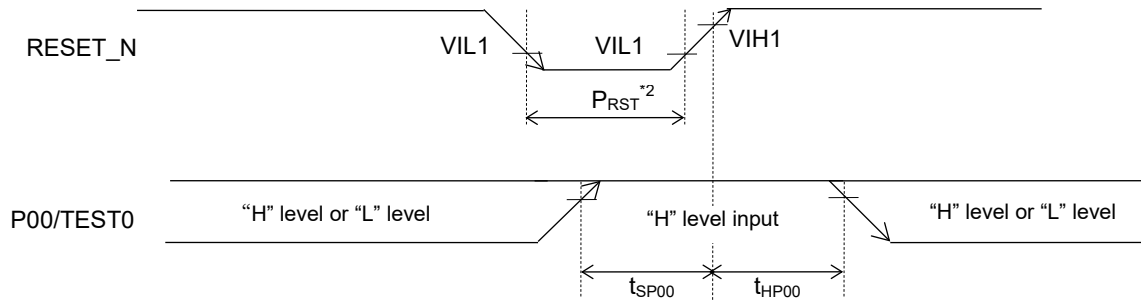 RESET_N
VIL1
VIL1
VIH1
PRST*2
P00/TEST0
“H” level or “L” level
“H” level input
“H” level or “L” level
tSP00
tHP00